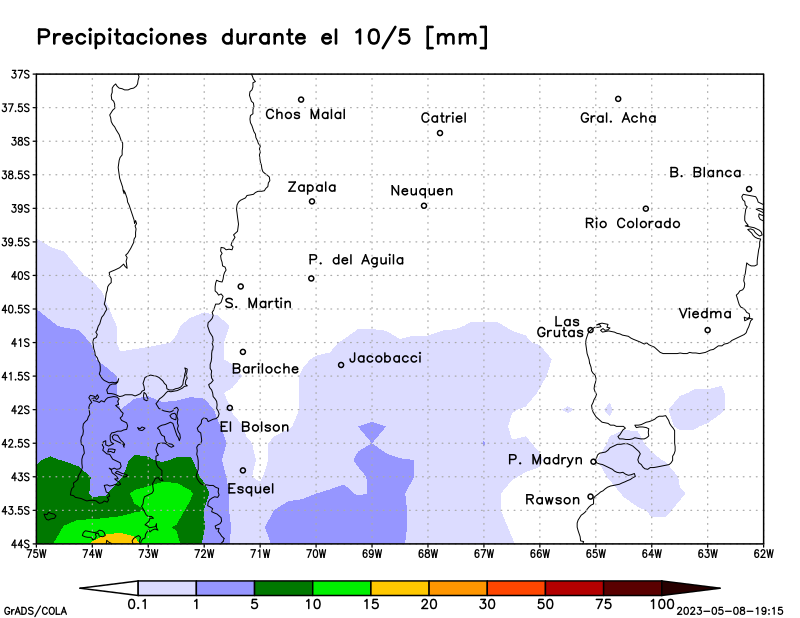 Precipitaciones durante el 10/5 [mm]
37S
37.5S
Chos Malal
Catriel
Gral. Acha
38S
38.5S
B. Blanca
Zapala
Neuquen
39S
Rio Colorado
39.5S
P. del Aguila
40S
S. Martin
40.5S
Las
Grutas
Viedma
41S
Bariloche
Jacobacci
41.5S
42S
El Bolson
42.5S
P. Madryn
43S
Esquel
Rawson
43.5S
44S
75W 74W 73W 72W 71W 70W 69W 68W 67W 66W 65W 64W 63W 62W
0.1 1 5 10 15 20 30 50 75 100
GrADS/COLA
2023-05-08-19:15